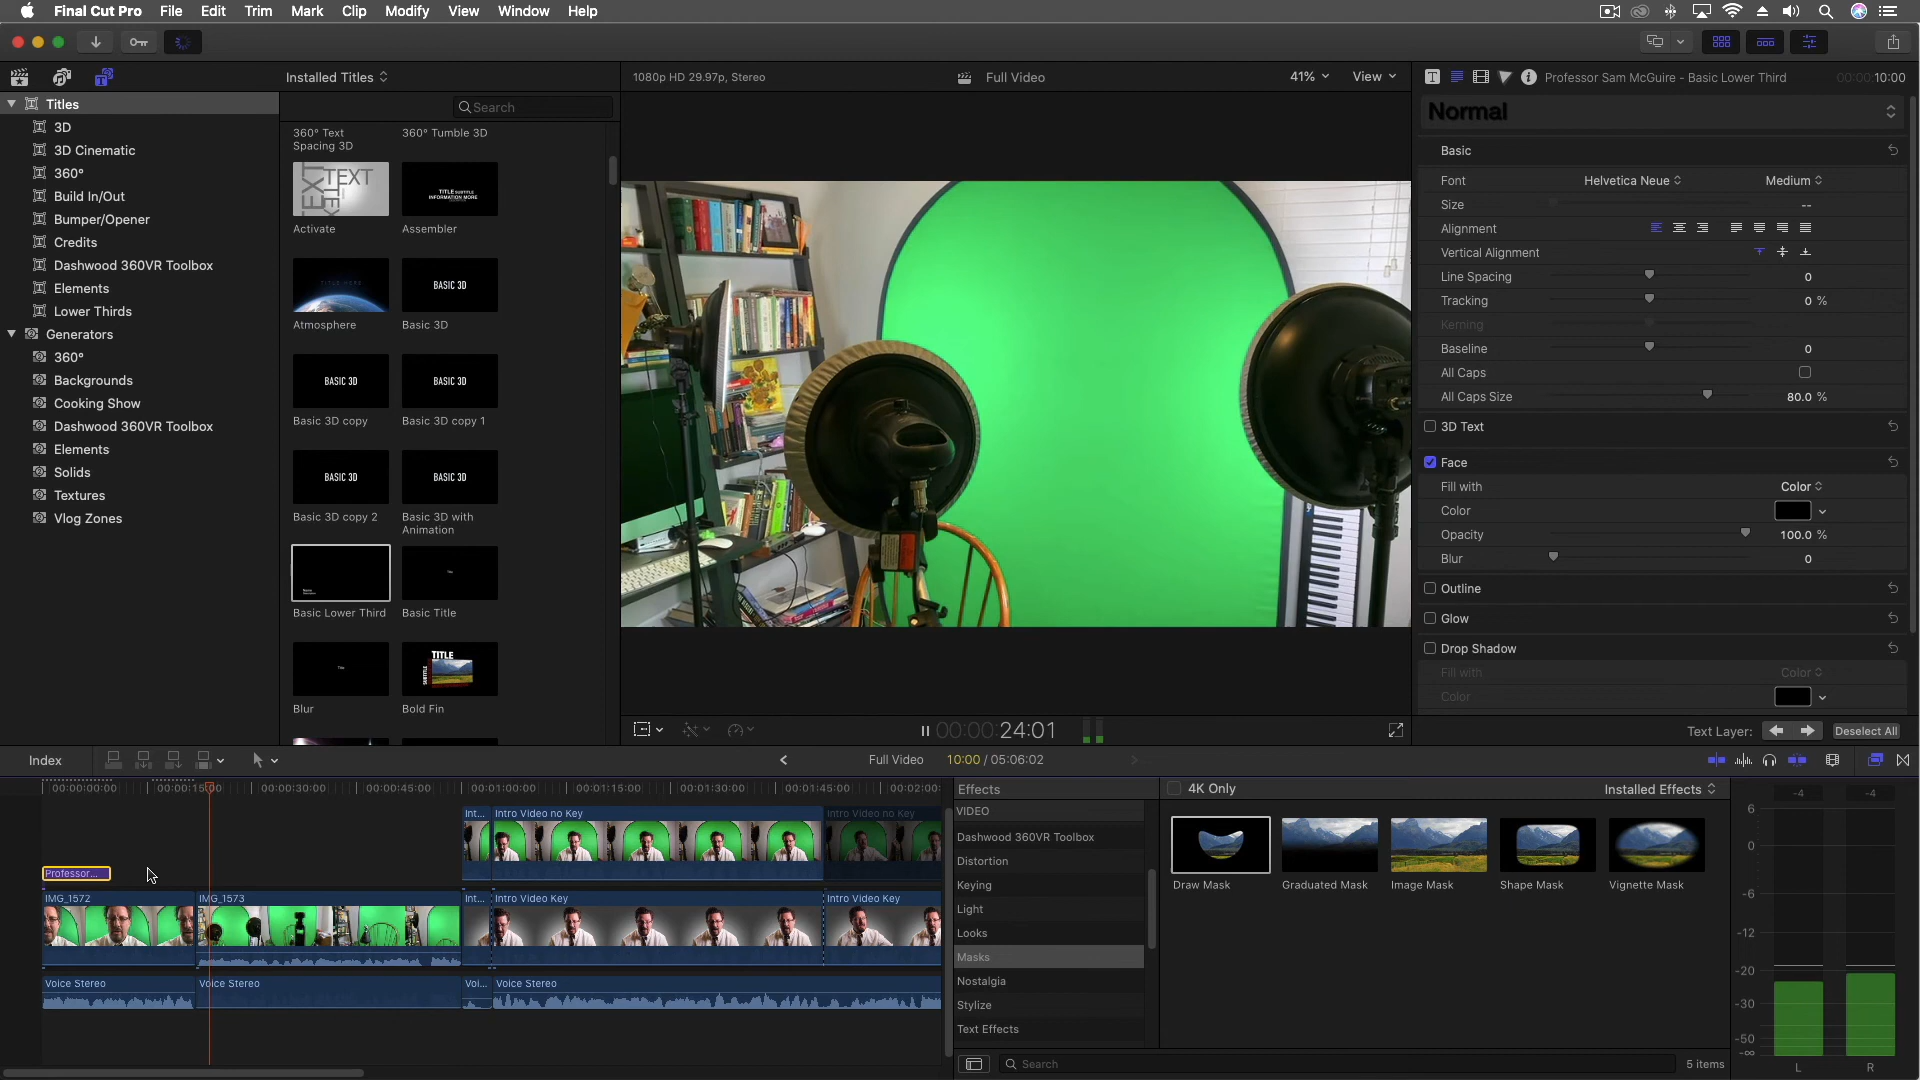 Final Cut Pro File Edit Trim Mark Clip Modify View Window Help
Installed Titles
1080p HD 29.97p, Stereo
Full Video
41%
View
Professor Sam McGuire - Basic Lower Third
00:00:10:00
Titles
3D
3D Cinematic
360°
Build In/Out
Bumper/Opener
Credits
Dashwood 360VR Toolbox
Elements
Lower Thirds
Generators
360°
Backgrounds
Cooking Show
Dashwood 360VR Toolbox
Elements
Solids
Textures
Vlog Zones
Search
360° Text
Spacing 3D
360° Tumble 3D
TEXT
TITLE SUBTITLE
INFORMATION MORE
Activate
Assembler
TITLE HERE
BASIC 3D
Atmosphere
Basic 3D
BASIC 3D
BASIC 3D
Basic 3D copy
Basic 3D copy 1
BASIC 3D
BASIC 3D
Basic 3D copy 2
Basic 3D with
Animation
Basic Lower Third
Basic Title
Title
TITLE
SUBTITLE
Blur
Bold Fin
Normal
Basic
Font Helvetica Neue Medium
Size --
Alignment
Vertical Alignment
Line Spacing 0
Tracking 0 %
Kerning
Baseline 0
All Caps
All Caps Size 80.0 %
3D Text
Face
Fill with Color
Color
Opacity 100.0 %
Blur 0
Outline
Glow
Drop Shadow
Fill with Color
Color
Text Layer: Deselect All
00:00:24:01
Index
Full Video 10:00 / 05:06:02
00:00:00:00 00:00:15:00 00:00:30:00 00:00:45:00 00:01:00:00 00:01:15:00 00:01:30:00 00:01:45:00 00:02:00:
Int... Intro Video no Key Intro Video no Key
Professor...
IMG_1572 IMG_1573 Int... Intro Video Key Intro Video Key
Voice Stereo Voice Stereo Voi... Voice Stereo
Effects
VIDEO
Dashwood 360VR Toolbox
Distortion
Keying
Light
Looks
Masks
Nostalgia
Stylize
Text Effects
4K Only
Installed Effects
Draw Mask Graduated Mask Image Mask Shape Mask Vignette Mask
Search
5 items
-4 -4
6
0
-6
-12
-20
-30
-50
-∞
L R